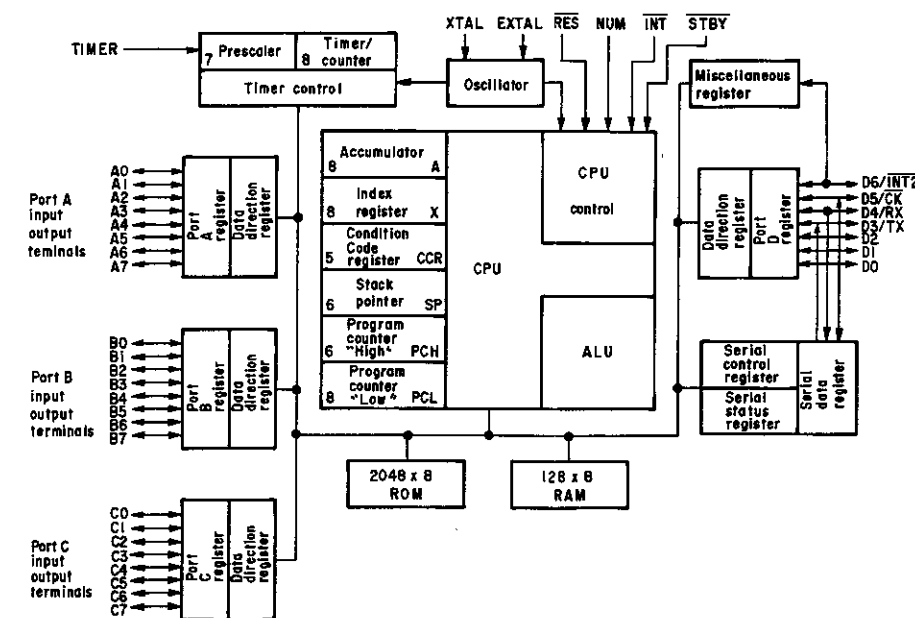 XTAL EXTAL R̅E̅S̅ NUM I̅N̅T̅ S̅T̅B̅Y̅
TIMER
7 Prescaler
Timer/
8 counter
Timer control
Oscillator
Miscellaneous
register
Accumulator
8 A
Index
8 register X
Condition
Code
5 register CCR
Stack
6 pointer SP
Program
counter
6 "High" PCH
Program
counter
8 "Low" PCL
CPU
CPU
control
ALU
Port A
input
output
teminals
A0
A1
A2
A3
A4
A5
A6
A7
Port
A
register
Data
direction
register
Port B
input
output
terminals
B0
B1
B2
B3
B4
B5
B6
B7
Port
B
register
Data
direction
register
Port C
input
output
terminals
C0
C1
C2
C3
C4
C5
C6
C7
Port
C
register
Data
direction
register
Data
direction
register
Port
D
register
D6/I̅N̅T̅2̅
D5/C̅K̅
D4/RX
D3/TX
D2
D1
D0
Serial
control
register
Serial
status
register
Serial
data
register
2048 x 8
ROM
128 x 8
RAM